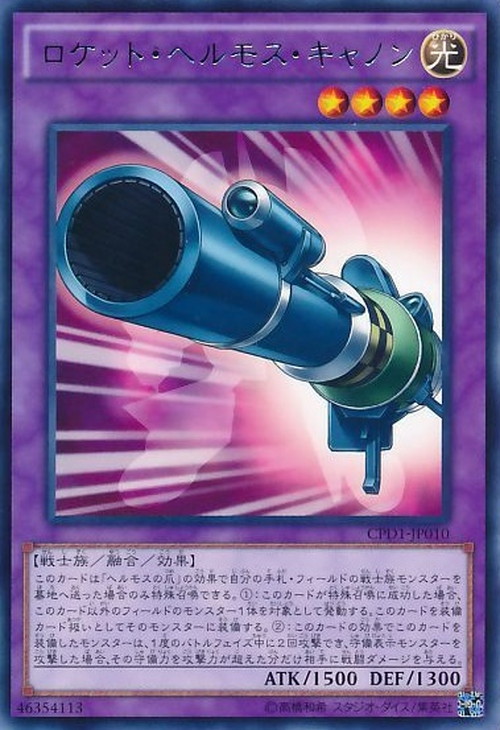 ロケット・ヘルモス・キャノン
光
CPD1-JP010
【戦士族／融合／効果】
このカードは「ヘルモスの爪」の効果で自分の手札・フィールドの戦士族モンスターを
墓地へ送った場合のみ特殊召喚できる。①：このカードが特殊召喚に成功した場合、
このカード以外のフィールドのモンスター1体を対象として発動する。このカードを装備
カード扱いとしてそのモンスターに装備する。②：このカードの効果でこのカードを
装備したモンスターは、1度のバトルフェイズ中に2回攻撃でき、守備表示モンスターを
攻撃した場合、その守備力を攻撃力が超えた分だけ相手に戦闘ダメージを与える。
ATK/1500 DEF/1300
46354113
©高橋和希 スタジオ・ダイス/集英社